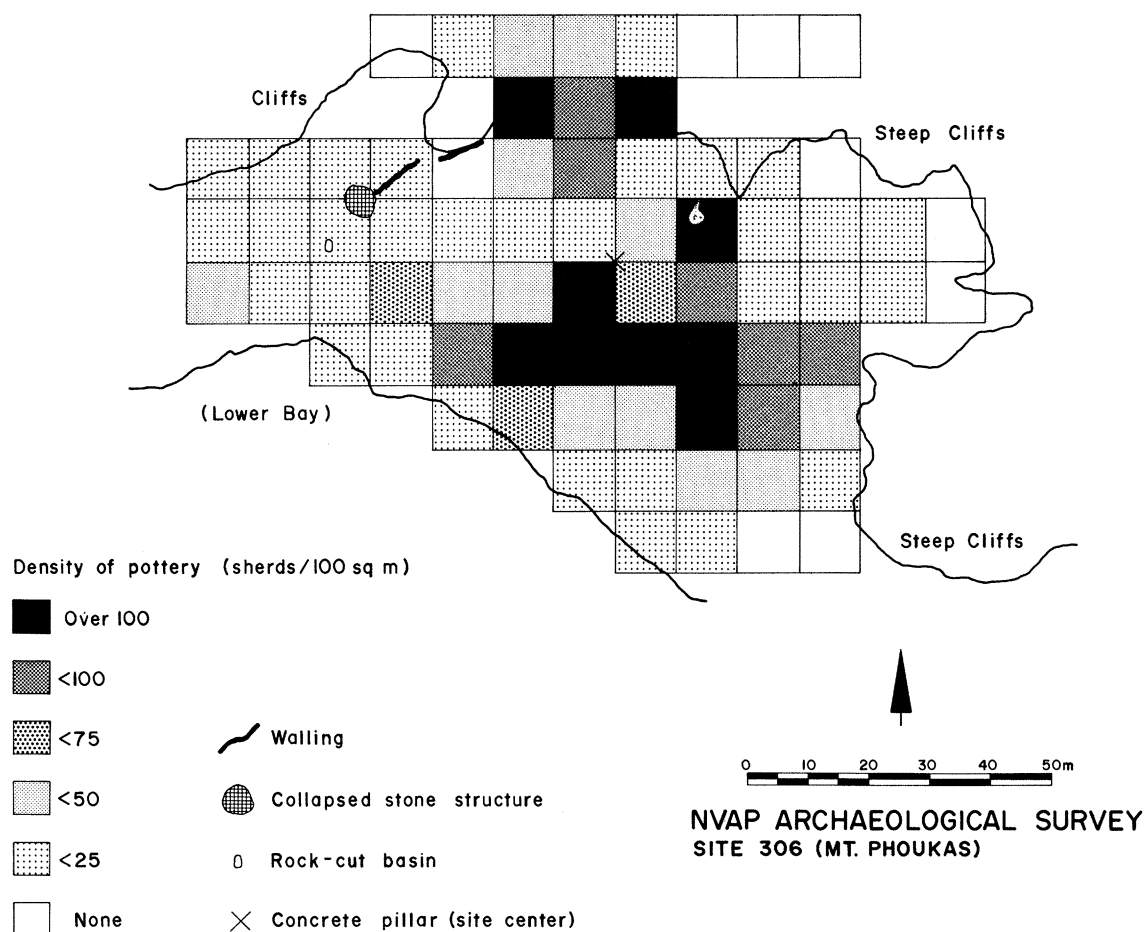 Cliffs
Steep Cliffs
(Lower Bay)
Steep Cliffs
Density of pottery (sherds/100 sq m)
Over 100
<100
<75
<50
<25
None
Walling
Collapsed stone structure
Rock-cut basin
Concrete pillar (site center)
0 10 20 30 40 50m
NVAP ARCHAEOLOGICAL SURVEY
SITE 306 (MT. PHOUKAS)